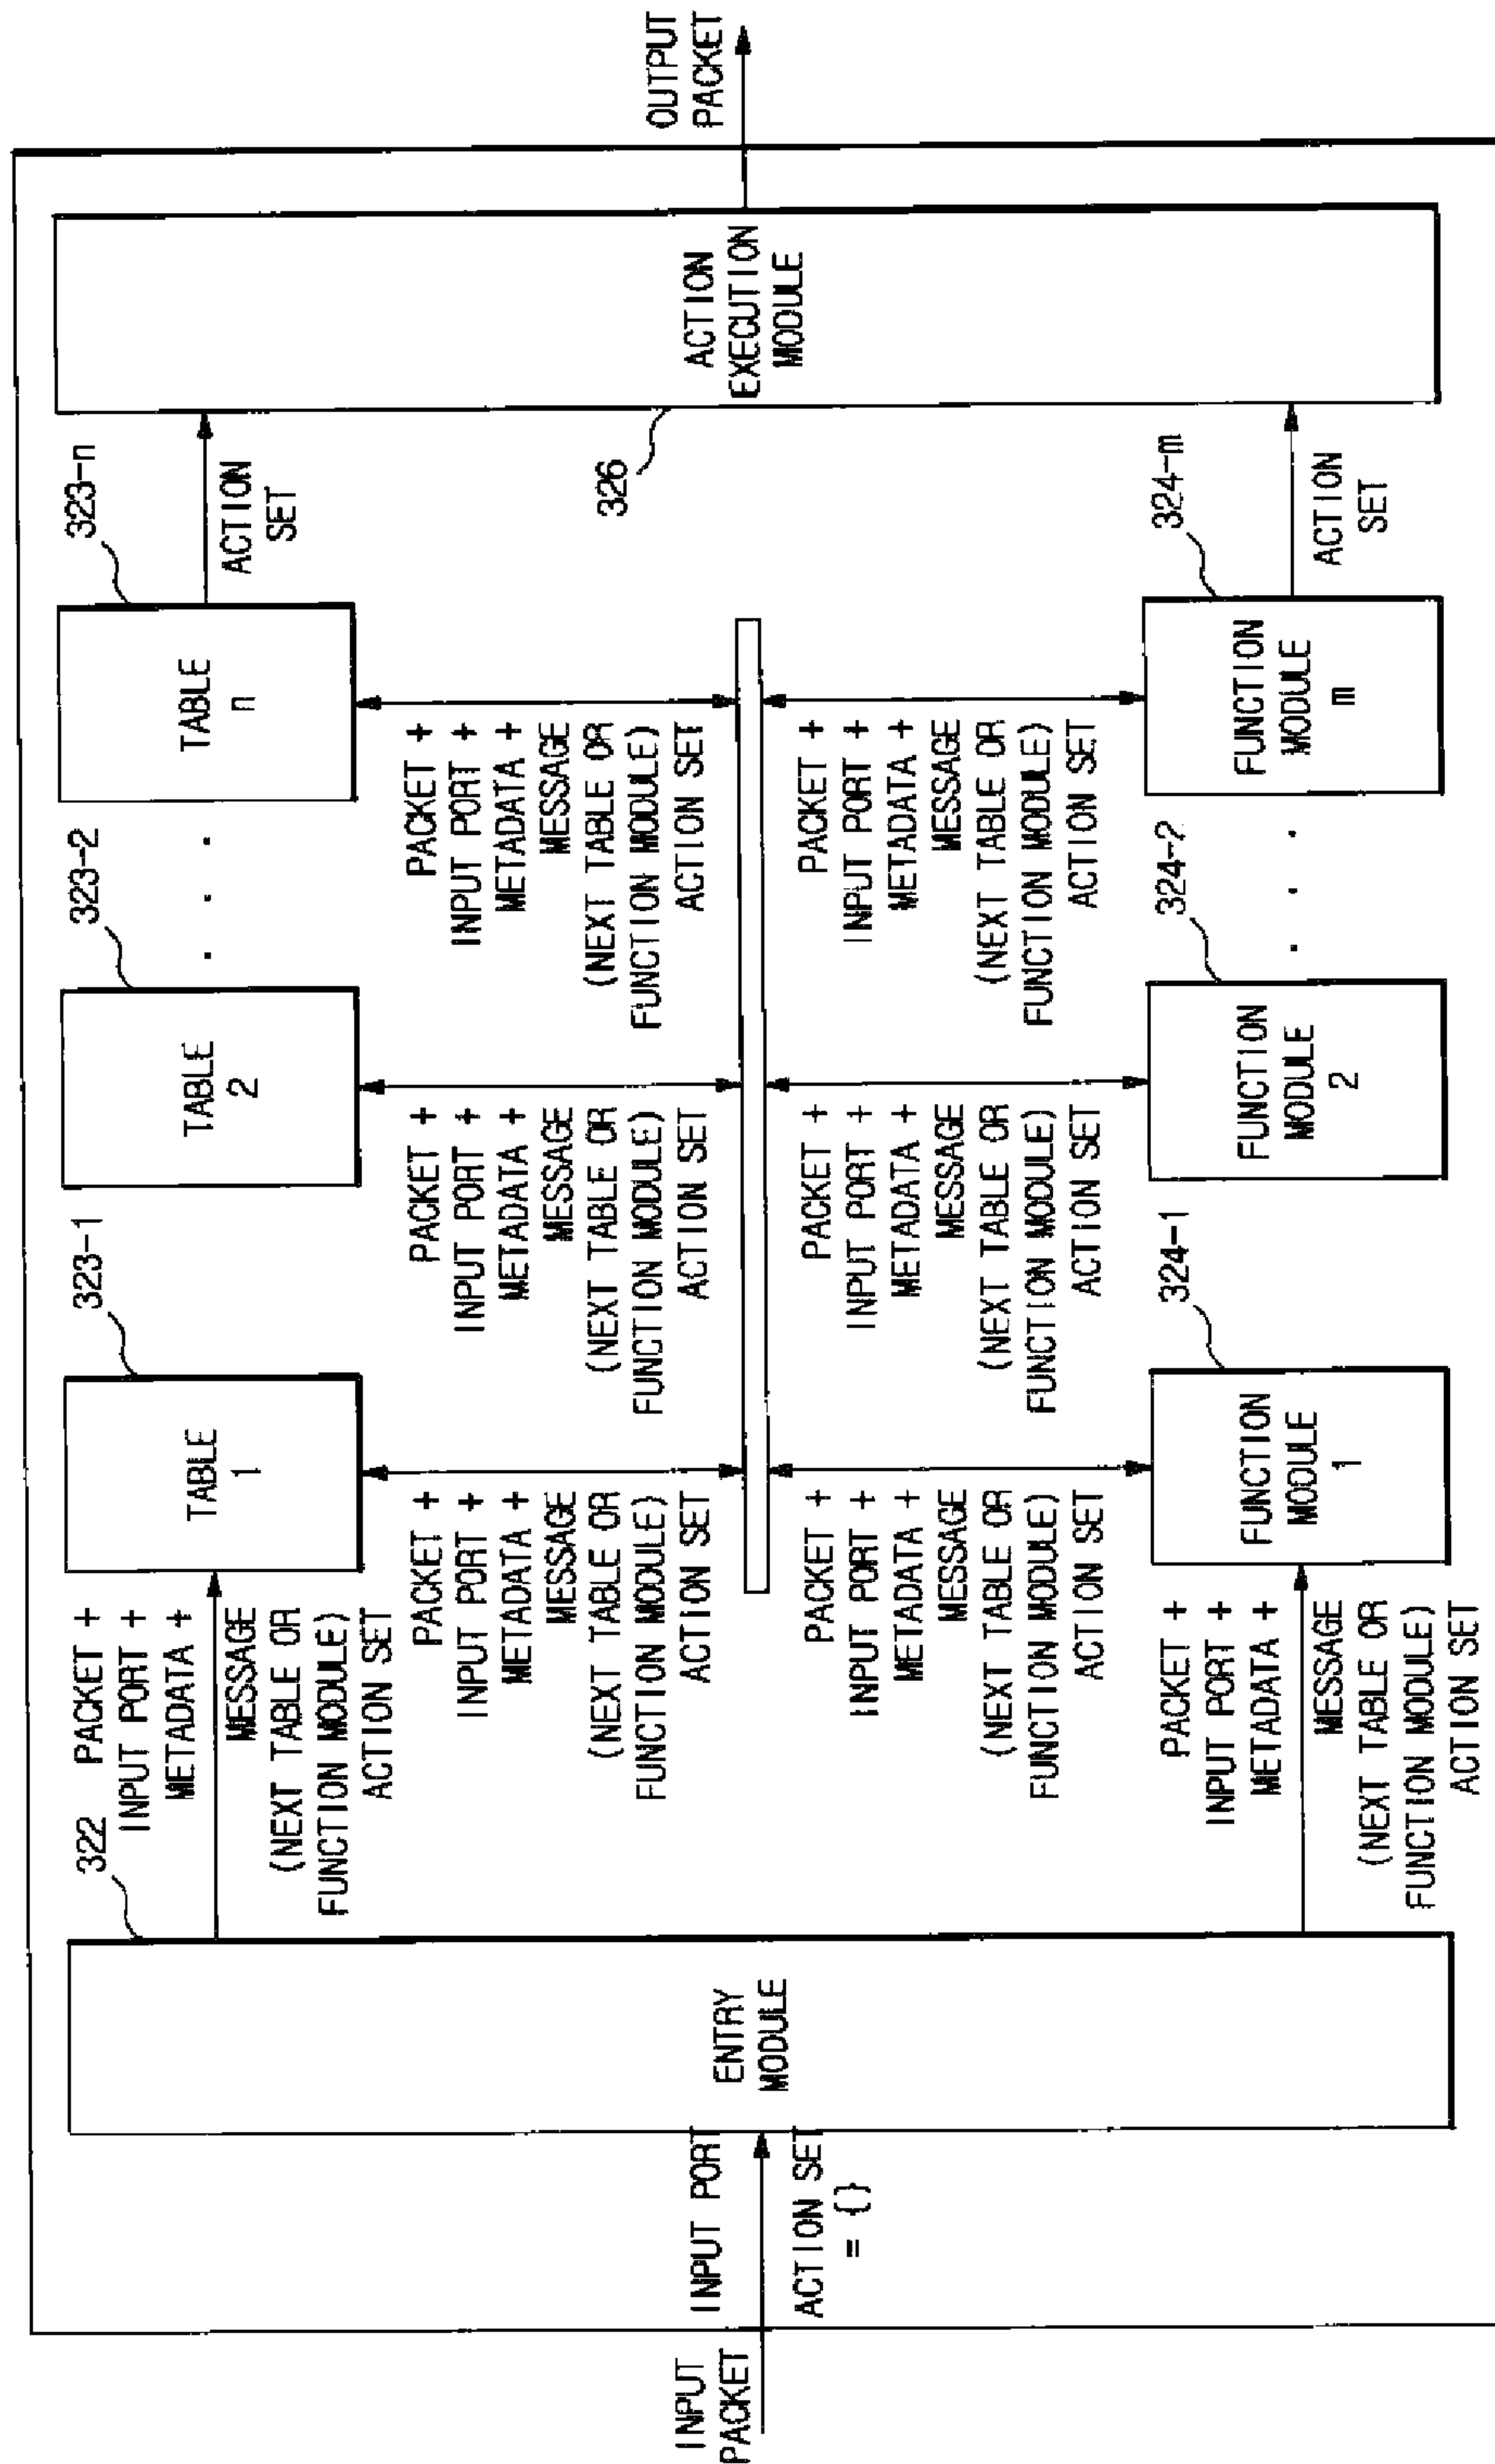 INPUT
PACKET
INPUT PORT
ACTION SET
= {}
ENTRY
MODULE
322
PACKET +
INPUT PORT +
METADATA +
MESSAGE
(NEXT TABLE OR
FUNCTION MODULE)
ACTION SET
PACKET +
INPUT PORT +
METADATA +
MESSAGE
(NEXT TABLE OR
FUNCTION MODULE)
ACTION SET
TABLE
1
323-1
PACKET +
INPUT PORT +
METADATA +
MESSAGE
(NEXT TABLE OR
FUNCTION MODULE)
ACTION SET
PACKET +
INPUT PORT +
METADATA +
MESSAGE
(NEXT TABLE OR
FUNCTION MODULE)
ACTION SET
FUNCTION
MODULE
1
324-1
TABLE
2
323-2
PACKET +
INPUT PORT +
METADATA +
MESSAGE
(NEXT TABLE OR
FUNCTION MODULE)
ACTION SET
PACKET +
INPUT PORT +
METADATA +
MESSAGE
(NEXT TABLE OR
FUNCTION MODULE)
ACTION SET
FUNCTION
MODULE
2
324-2
. . .
. . .
TABLE
n
323-n
PACKET +
INPUT PORT +
METADATA +
MESSAGE
(NEXT TABLE OR
FUNCTION MODULE)
ACTION SET
PACKET +
INPUT PORT +
METADATA +
MESSAGE
(NEXT TABLE OR
FUNCTION MODULE)
ACTION SET
FUNCTION
MODULE
m
324-m
ACTION
SET
ACTION
SET
326
ACTION
EXECUTION
MODULE
OUTPUT
PACKET